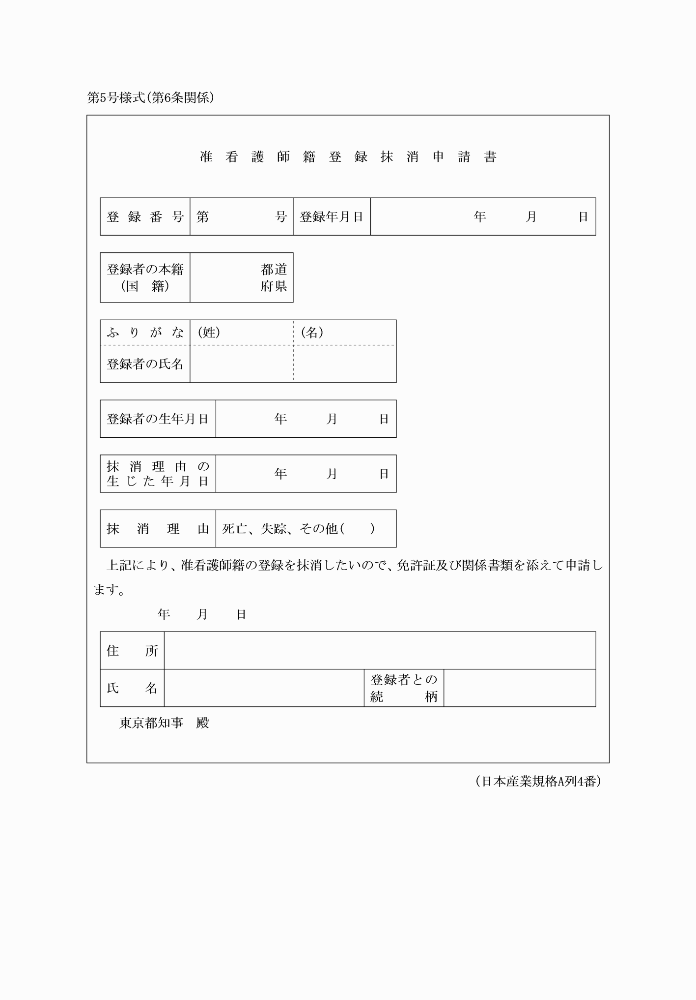 第5号様式(第6条関係)
准看護師籍登録抹消申請書
登録番号 第 号 登録年月日 年 月 日
登録者の本籍 都道
(国 籍) 府県
ふりがな (姓) (名)
登録者の氏名
登録者の生年月日 年 月 日
抹消理由の
生じた年月日 年 月 日
抹消理由 死亡、失踪、その他( )
上記により、准看護師籍の登録を抹消したいので、免許証及び関係書類を添えて申請し
ます。
年 月 日
住 所
氏 名 登録者との
続 柄
東京都知事 殿
(日本産業規格A列4番)